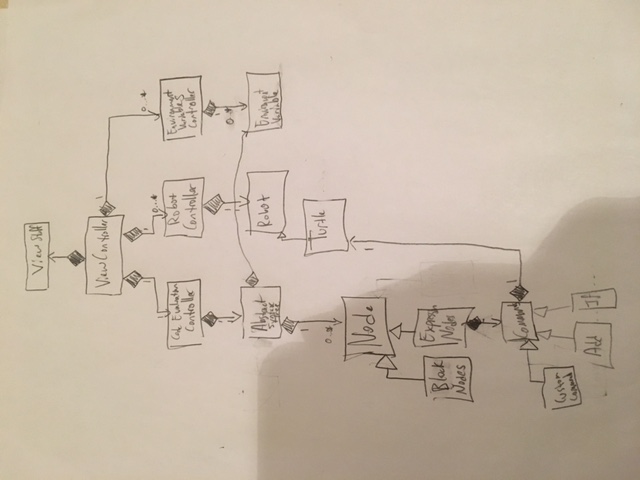 View Stuff
ViewController
1
0...*
Code Evaluation
Controller
Robot
Controller
Environment
Variables
Controller
1
1
0...*
Abstract
Syntax
Tree
Robot
Environment
Variable
1
0...*
Turtle
Node
1
Block
Nodes
Expression
Nodes
Command
1
Custom
Command
Add
If
...